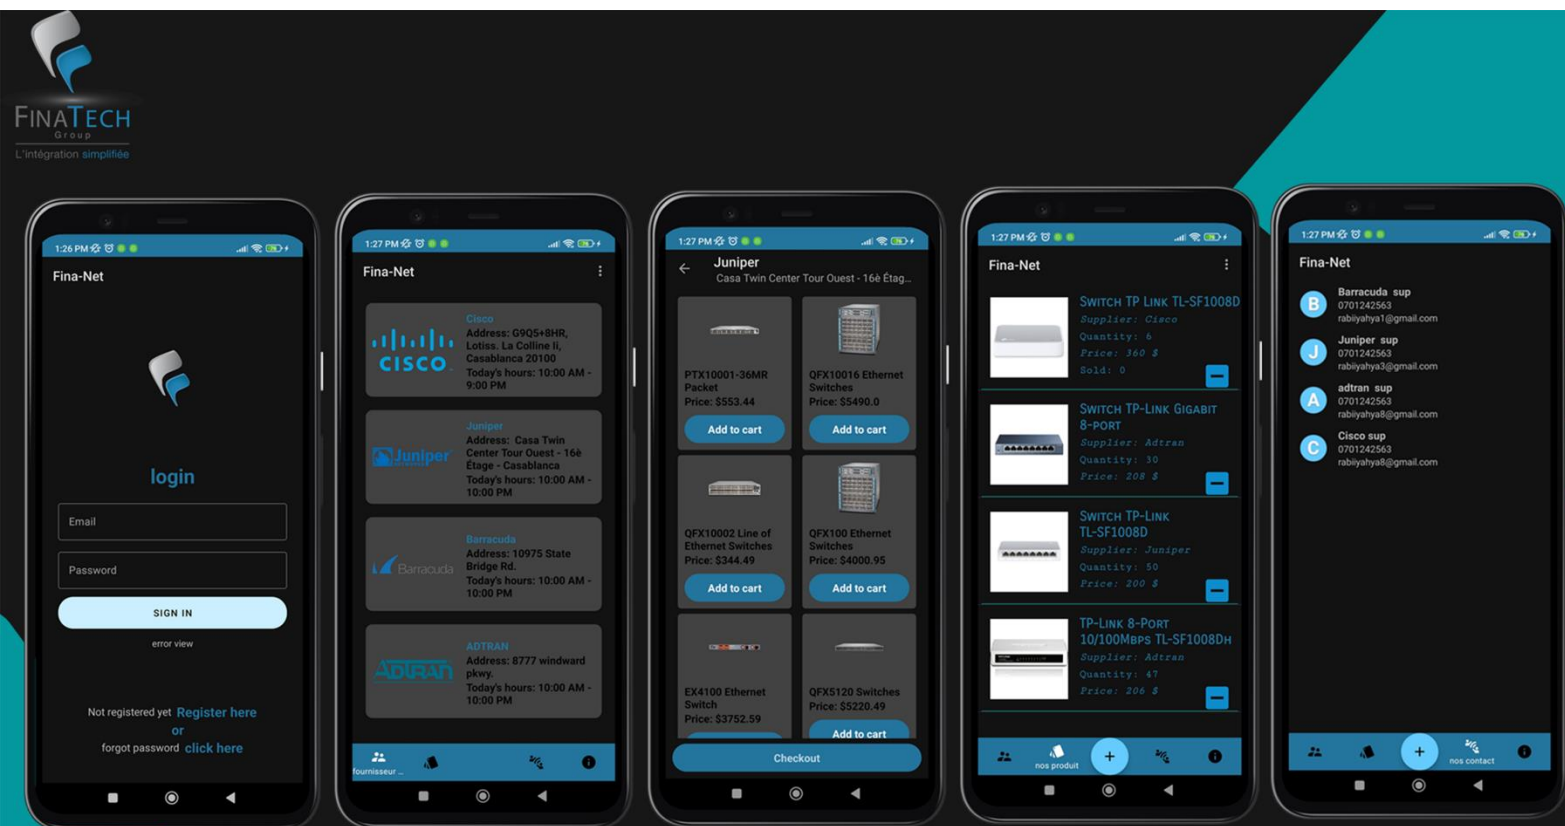 FINATECH
Group
L'intégration simplifiée
1:26 PM
Fina-Net
login
Email
Password
SIGN IN
error view
Not registered yet Register here
or
forgot password click here
1:27 PM
Fina-Net
CISCO
Cisco
Address: G9Q5+8HR,
Lotiss. La Colline Ii,
Casablanca 20100
Today's hours: 10:00 AM -
9:00 PM
Juniper
Juniper
Address: Casa Twin
Center Tour Ouest - 16è
Étage - Casablanca
Today's hours: 10:00 AM -
10:00 PM
Barracuda
Barracuda
Address: 10975 State
Bridge Rd.
Today's hours: 10:00 AM -
10:00 PM
ADTRAN
ADTRAN
Address: 8777 windward
pkwy.
Today's hours: 10:00 AM -
10:00 PM
fournisseur ...
1:27 PM
Juniper
Casa Twin Center Tour Ouest - 16è Étag...
PTX10001-36MR
Packet
Price: $553.44
Add to cart
QFX10016 Ethernet
Switches
Price: $5490.0
Add to cart
QFX10002 Line of
Ethernet Switches
Price: $344.49
Add to cart
QFX100 Ethernet
Switches
Price: $4000.95
Add to cart
EX4100 Ethernet
Switch
Price: $3752.59
QFX5120 Switches
Price: $5220.49
Add to cart
Checkout
1:27 PM
Fina-Net
SWITCH TP LINK TL-SF1008D
Supplier: Cisco
Quantity: 6
Price: 360 $
Sold: 0
SWITCH TP-LINK GIGABIT
8-PORT
Supplier: Adtran
Quantity: 30
Price: 208 $
SWITCH TP-LINK
TL-SF1008D
Supplier: Juniper
Quantity: 50
Price: 200 $
TP-LINK 8-PORT
10/100MBPS TL-SF1008DH
Supplier: Adtran
Quantity: 47
Price: 206 $
nos produit
1:27 PM
Fina-Net
B
Barracuda sup
0701242563
rabiiyahya1@gmail.com
J
Juniper sup
0701242563
rabiiyahya3@gmail.com
A
adtran sup
0701242563
rabiiyahya8@gmail.com
C
Cisco sup
0701242563
rabiiyahya8@gmail.com
nos contact